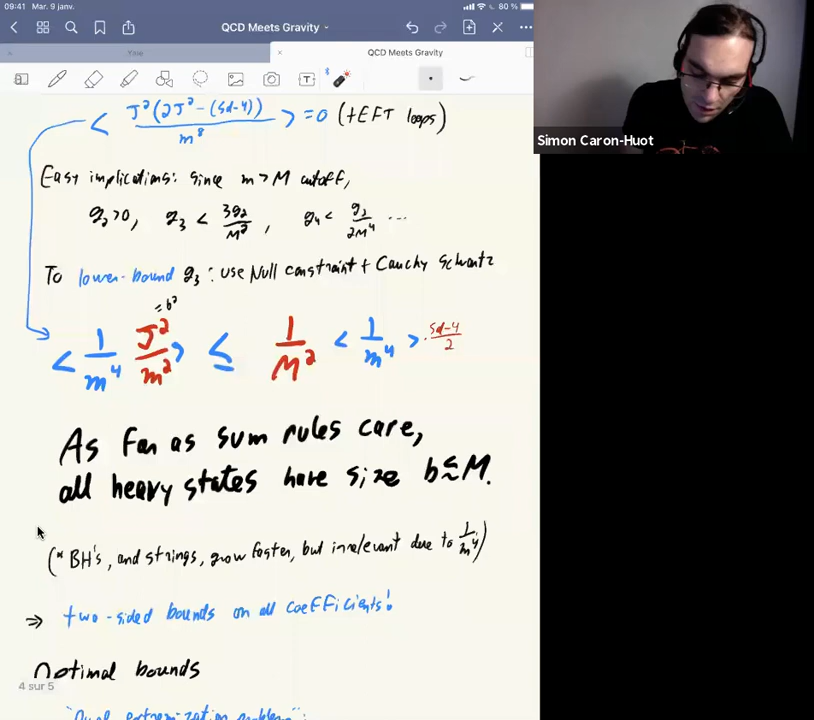 09:41 Mar. 9 janv.
80 %
QCD Meets Gravity
QCD Meets Gravity
Simon Caron-Huot
< J²(2J² - (5d-4)) / m⁸ > = 0 (+EFT loops)
Easy implications: since m > M cutoff,
g₂ > 0, g₃ < 3g₂/M², g₄ < g₂/2M⁴ ...
To lower-bound g₃: use Null constraint + Cauchy Schwartz
= b²
< 1/m⁴ J²/m² > ≤ 1/M² < 1/m⁴ > · 5d-4/2
As far as sum rules care,
all heavy states have size b ≲ M.
(* BH's, and strings, grow faster, but irrelevant due to 1/m⁴)
⇒ two-sided bounds on all coefficients!
Optimal bounds
4 sur 5